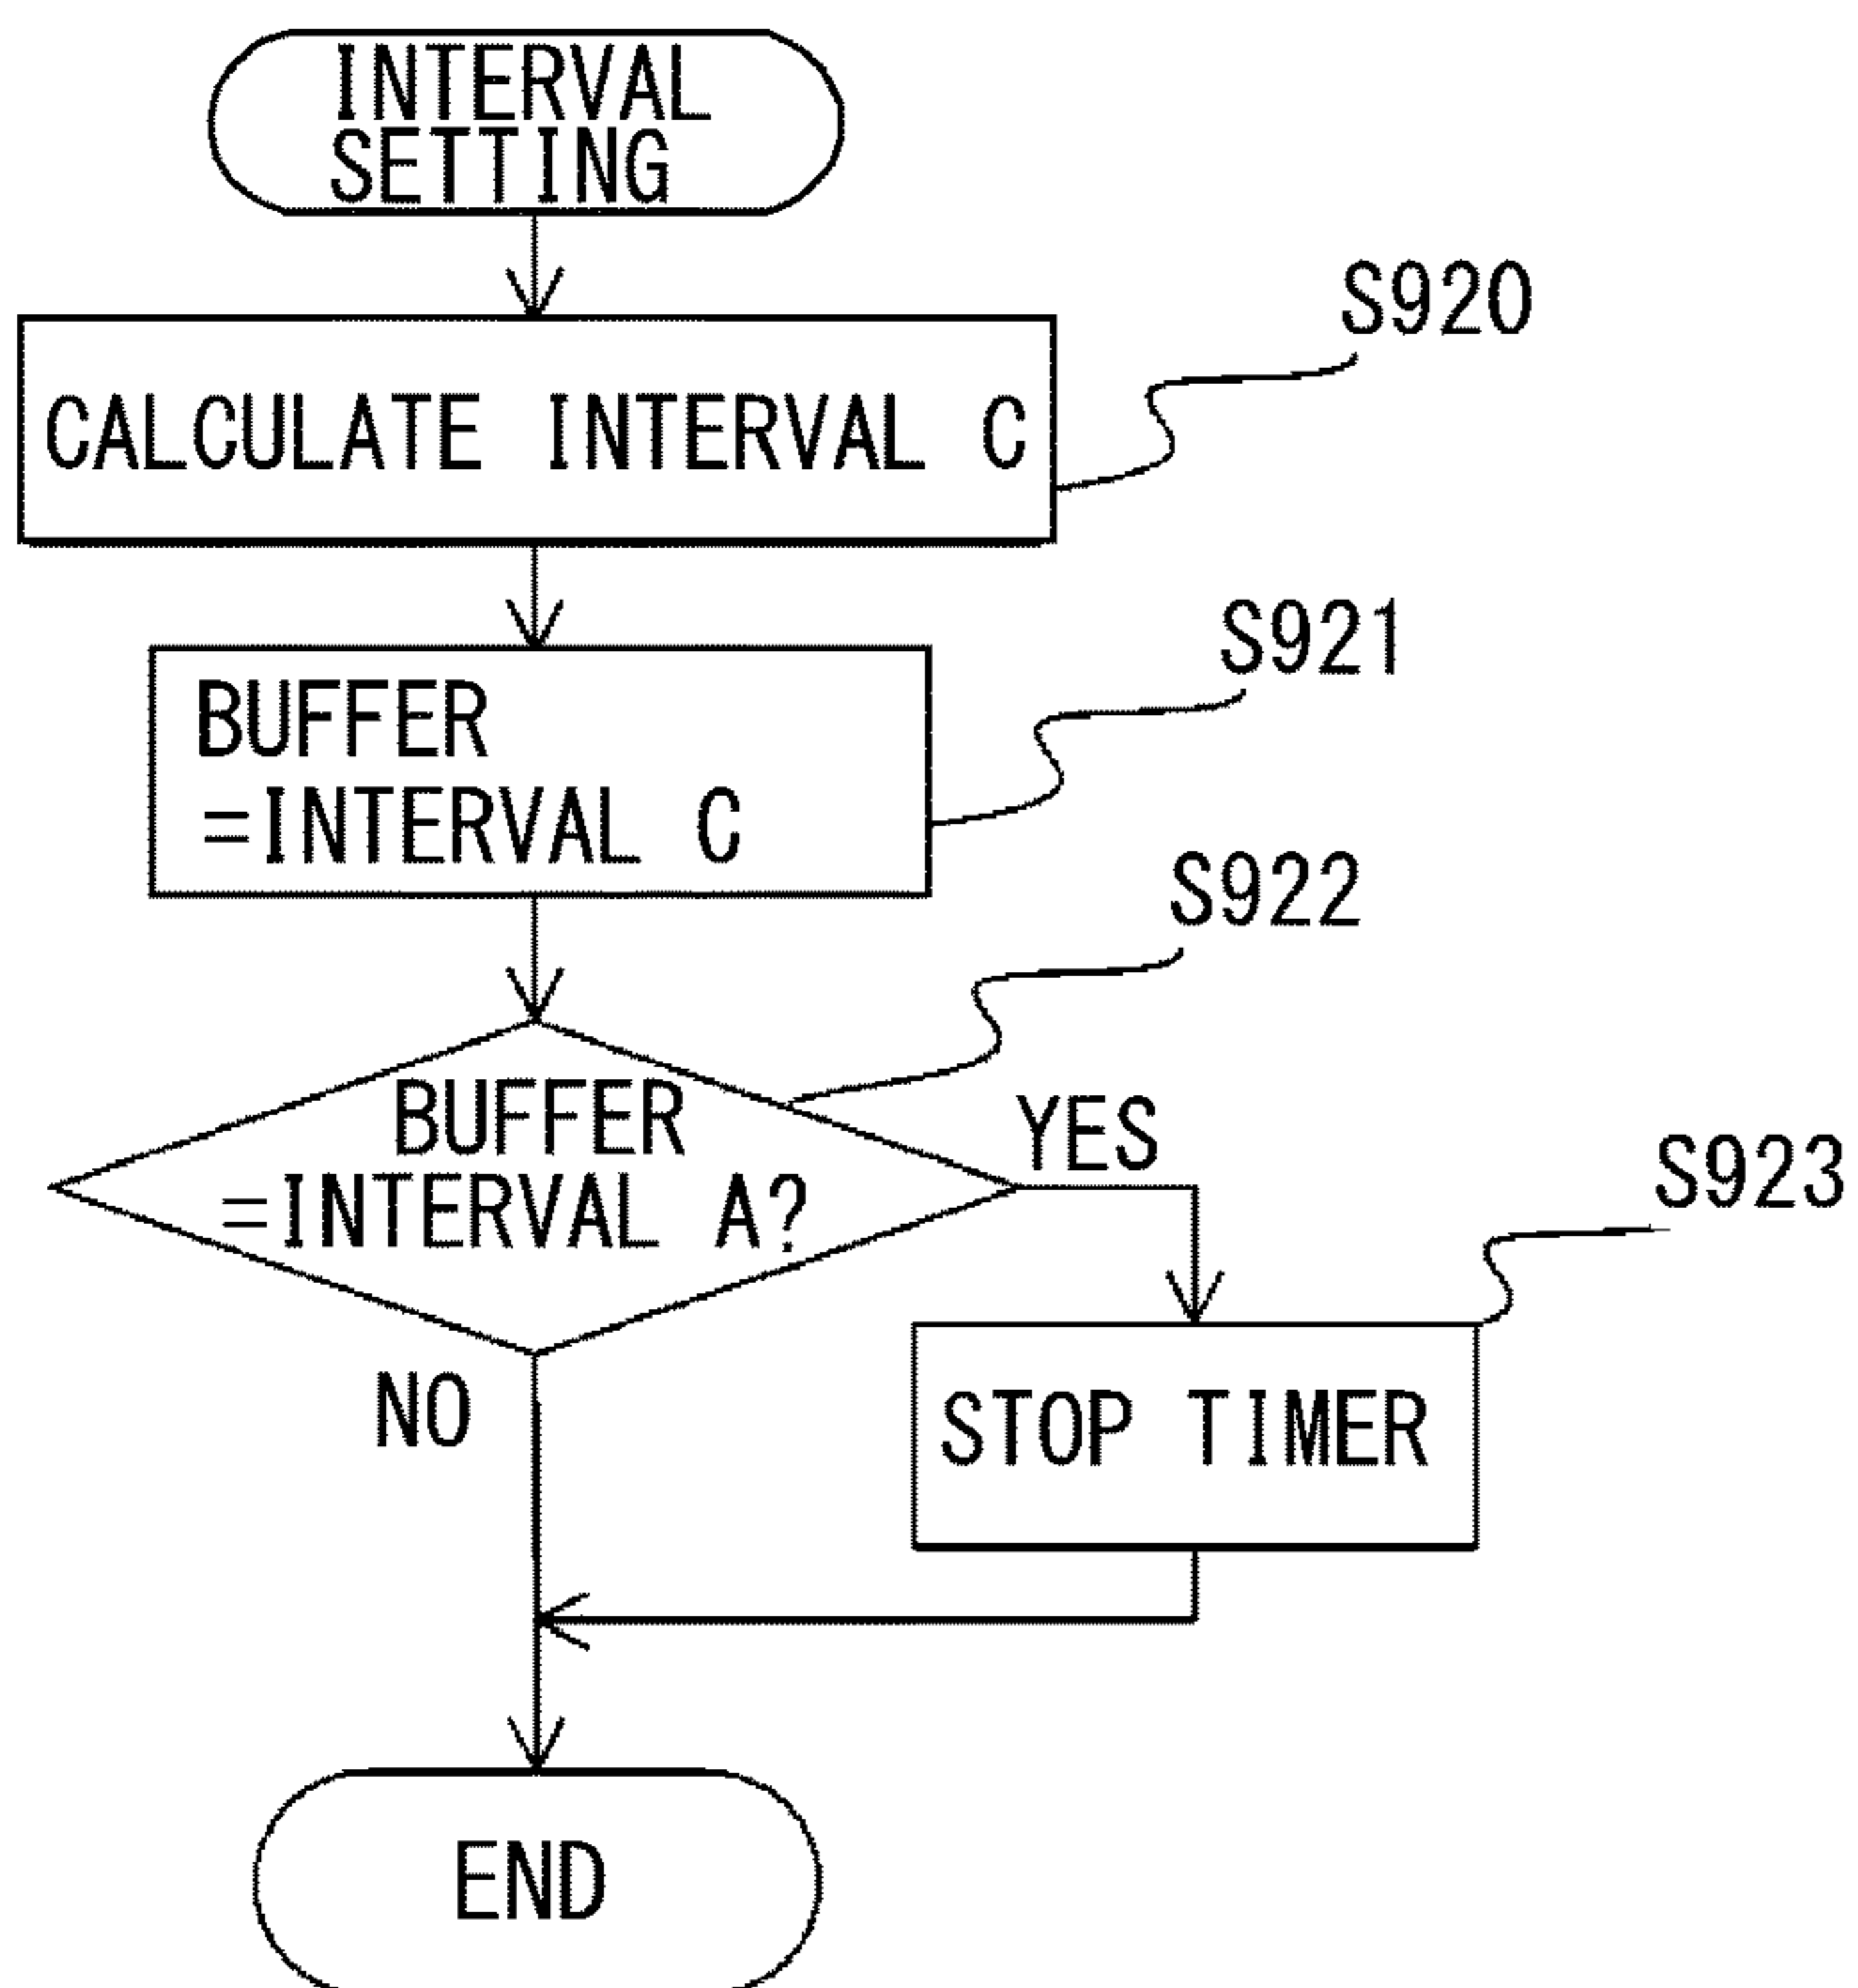 INTERVAL
SETTING
S920
CALCULATE INTERVAL C
S921
BUFFER
=INTERVAL C
S922
BUFFER
=INTERVAL A?
YES
S923
NO
STOP TIMER
END